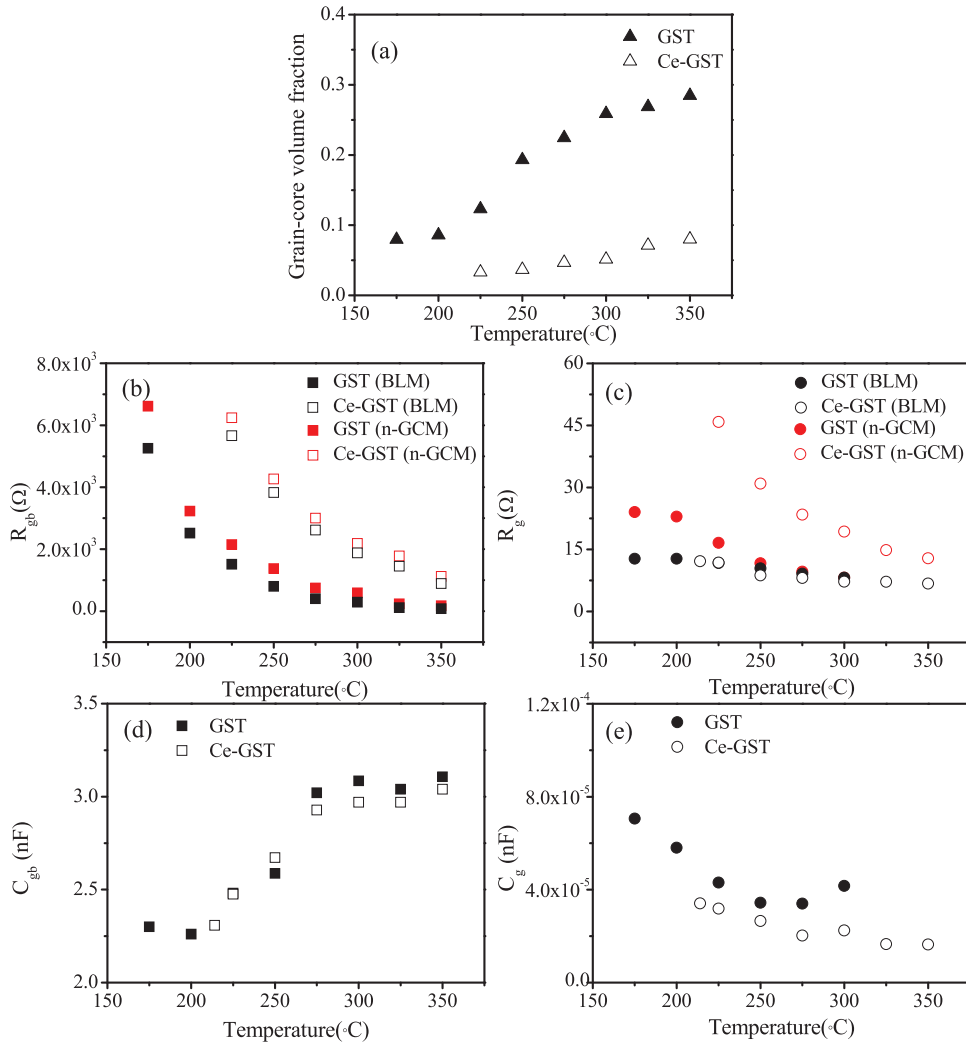 (a)
GST
Ce-GST
Grain-core volume fraction
0.4
0.3
0.2
0.1
0.0
150 200 250 300 350
Temperature(◦C)
(b)
GST (BLM)
Ce-GST (BLM)
GST (n-GCM)
Ce-GST (n-GCM)
R_gb(Ω)
8.0x10³
6.0x10³
4.0x10³
2.0x10³
0.0
150 200 250 300 350
Temperature(◦C)
(c)
GST (BLM)
Ce-GST (BLM)
GST (n-GCM)
Ce-GST (n-GCM)
R_g(Ω)
60
45
30
15
0
150 200 250 300 350
Temperature(◦C)
(d)
GST
Ce-GST
C_gb (nF)
3.5
3.0
2.5
2.0
150 200 250 300 350
Temperature(◦C)
(e)
GST
Ce-GST
C_g (nF)
1.2x10⁻⁴
8.0x10⁻⁵
4.0x10⁻⁵
0.0
150 200 250 300 350
Temperature(◦C)